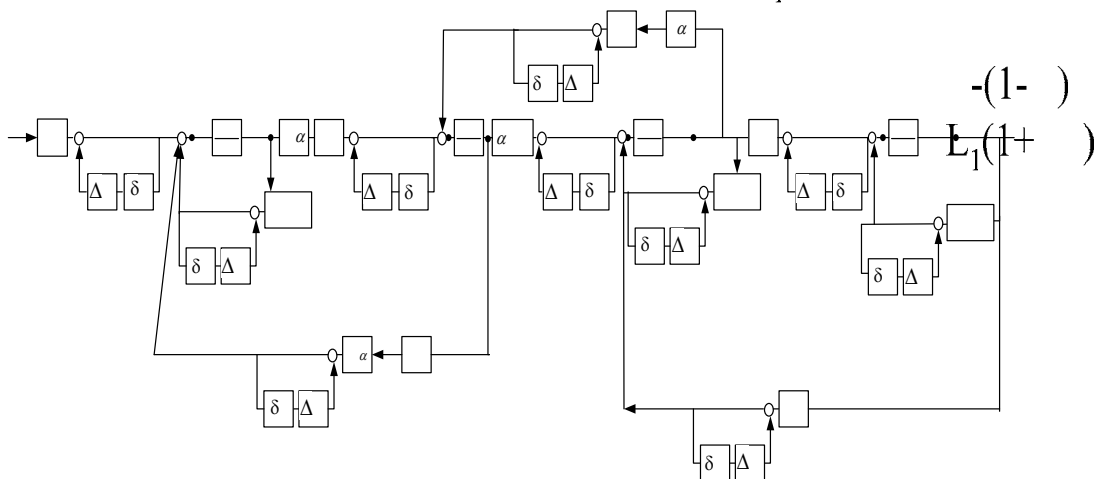 α
δ Δ
-(1- )
α α
L₁(1+ )
Δ δ Δ δ Δ δ Δ δ
δ Δ δ Δ δ Δ
α
δ Δ
δ Δ